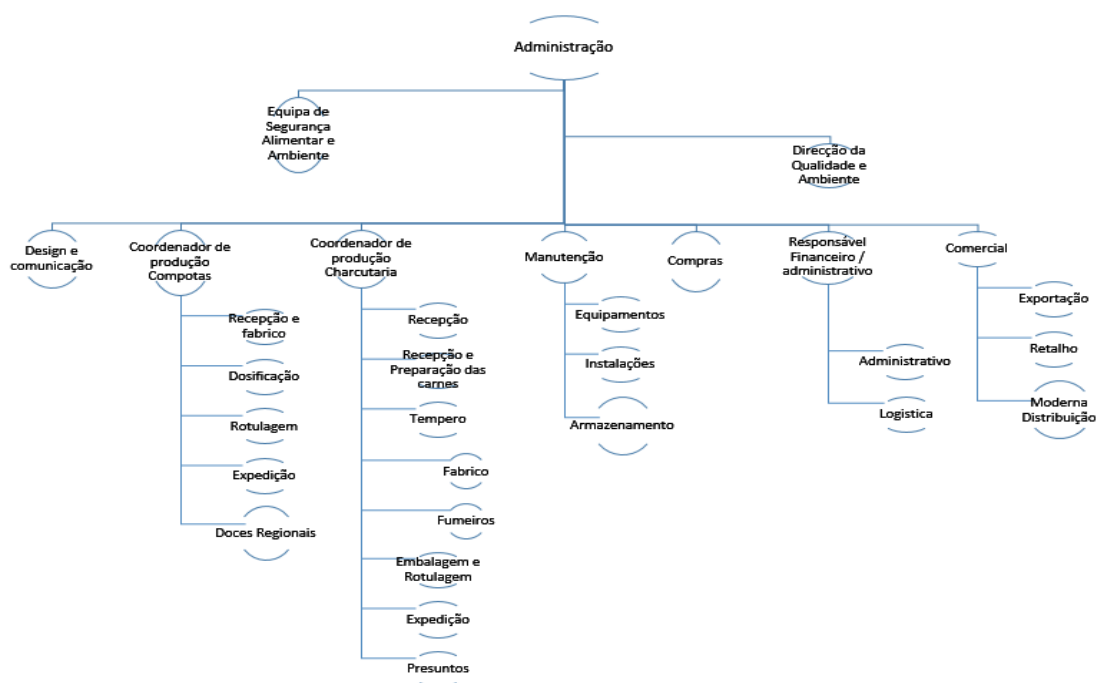 Administração
Equipa de
Segurança
Alimentar e
Ambiente
Direcção da
Qualidade e
Ambiente
Design e
comunicação
Coordenador de
produção
Compotas
Recepção e
fabrico
Dosificação
Rotulagem
Expedição
Doces Regionais
Coordenador de
produção
Charcutaria
Recepção
Recepção e
Preparação das
carnes
Tempero
Fabrico
Fumeiros
Embalagem e
Rotulagem
Expedição
Presuntos
Manutenção
Equipamentos
Instalações
Armazenamento
Compras
Responsável
Financeiro /
administrativo
Administrativo
Logistica
Comercial
Exportação
Retalho
Moderna
Distribuição